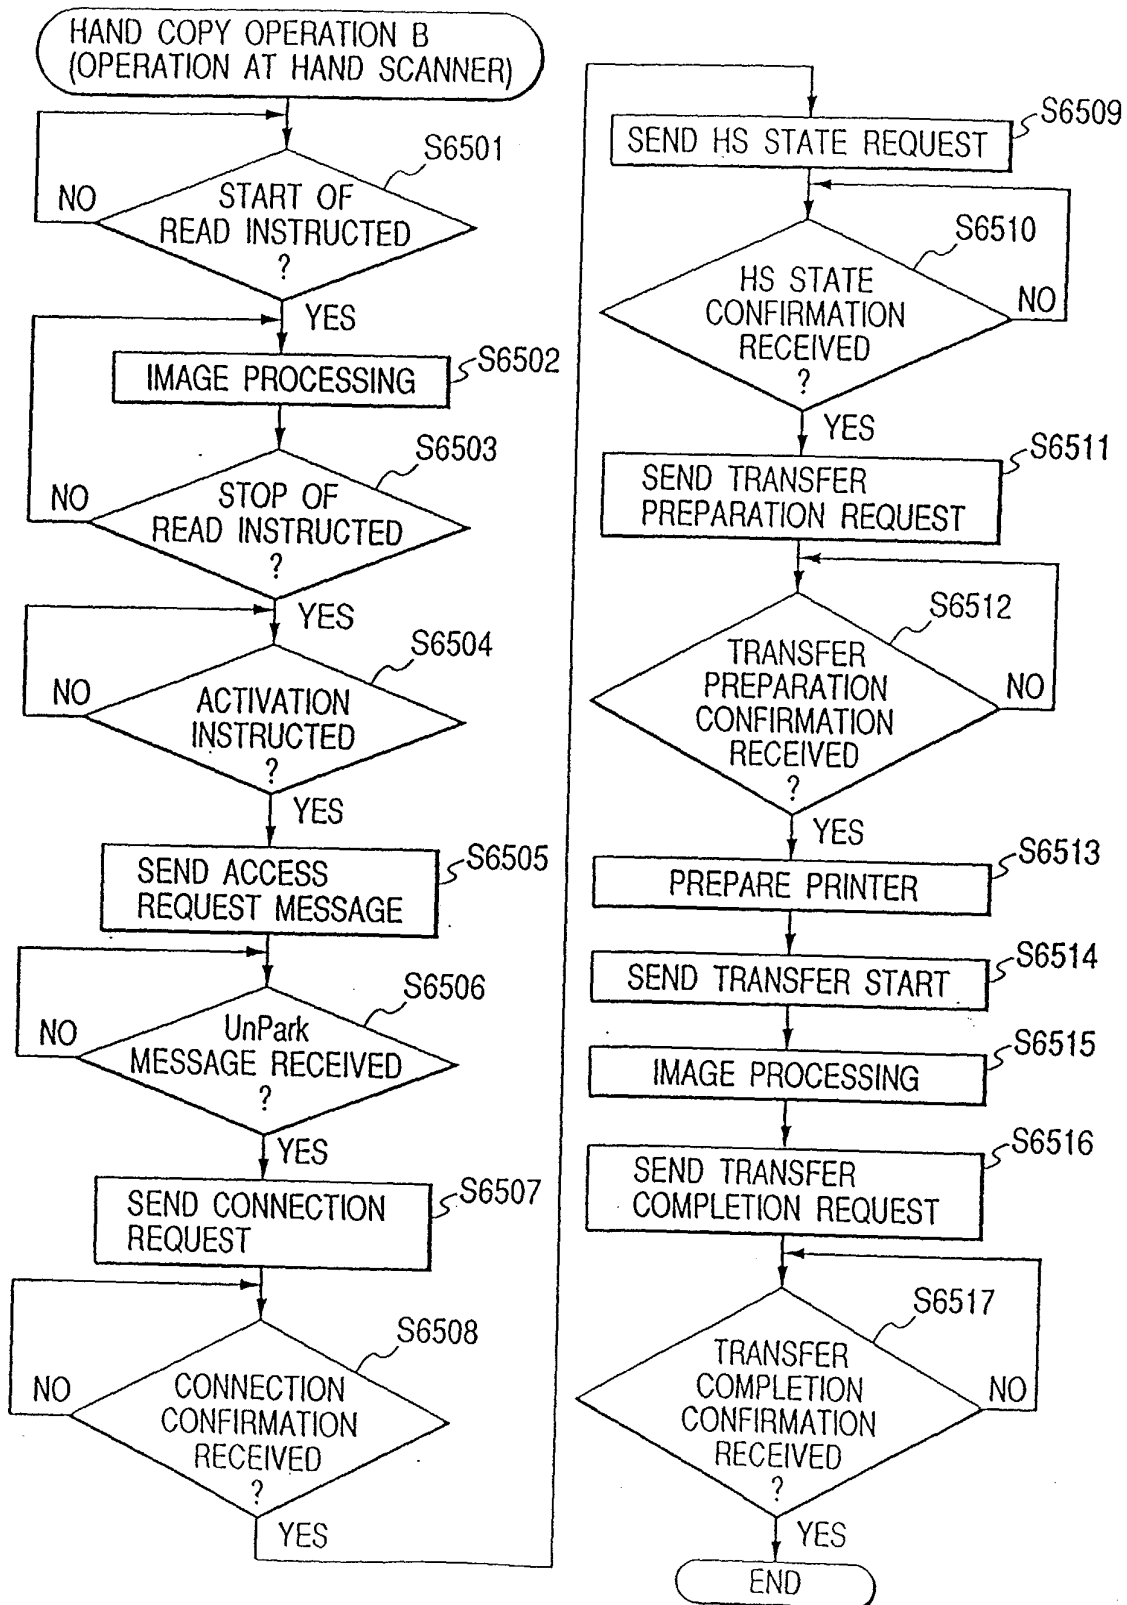 HAND COPY OPERATION B
(OPERATION AT HAND SCANNER)
S6501
START OF
READ INSTRUCTED
?
NO
YES
IMAGE PROCESSING
S6502
S6503
STOP OF
READ INSTRUCTED
?
NO
YES
S6504
ACTIVATION
INSTRUCTED
?
NO
YES
SEND ACCESS
REQUEST MESSAGE
S6505
S6506
UnPark
MESSAGE RECEIVED
?
NO
YES
SEND CONNECTION
REQUEST
S6507
S6508
CONNECTION
CONFIRMATION
RECEIVED
?
NO
YES
SEND HS STATE REQUEST
S6509
S6510
HS STATE
CONFIRMATION
RECEIVED
?
NO
YES
SEND TRANSFER
PREPARATION REQUEST
S6511
S6512
TRANSFER
PREPARATION
CONFIRMATION
RECEIVED
?
NO
YES
PREPARE PRINTER
S6513
SEND TRANSFER START
S6514
IMAGE PROCESSING
S6515
SEND TRANSFER
COMPLETION REQUEST
S6516
S6517
TRANSFER
COMPLETION
CONFIRMATION
RECEIVED
?
NO
YES
END